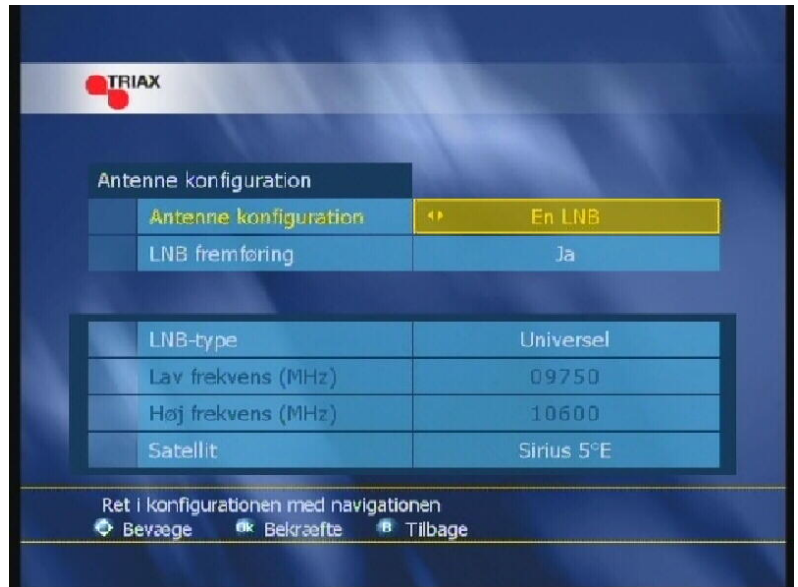 TRIAX
Antenne konfiguration
Antenne konfiguration En LNB
LNB fremføring Ja
LNB-type Universel
Lav frekvens (MHz) 09750
Høj frekvens (MHz) 10600
Satellit Sirius 5°E
Ret i konfigurationen med navigationen
Bevæge Ok Bekræfte B Tilbage